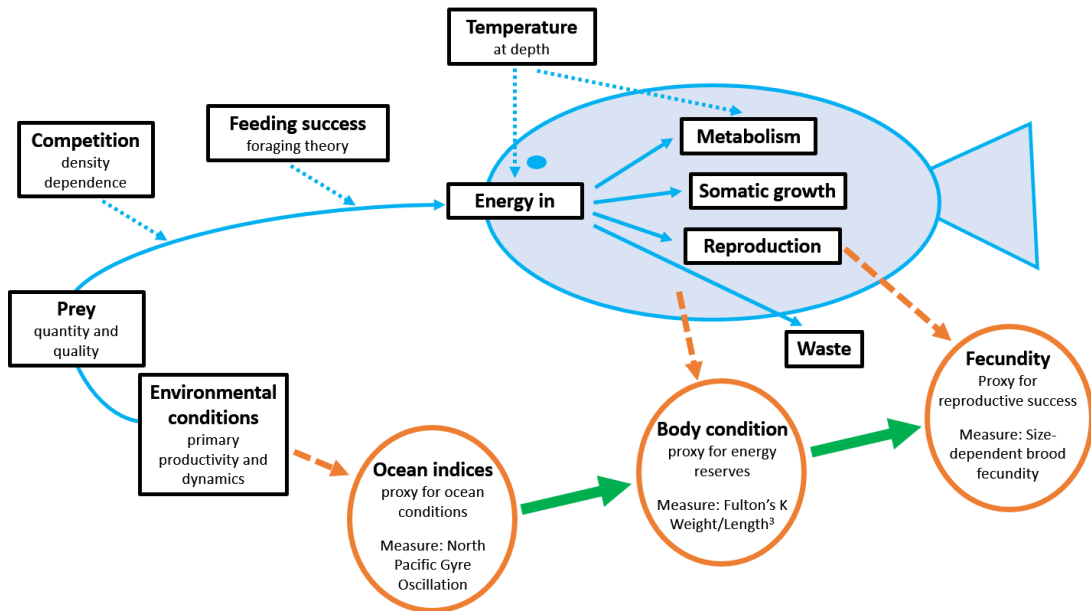 Temperature
at depth
Feeding success
foraging theory
Competition
density
dependence
Metabolism
Somatic growth
Energy in
Reproduction
Prey
quantity and
quality
Waste
Environmental
conditions
primary
productivity and
dynamics
Ocean indices
proxy for ocean
conditions
Measure: North
Pacific Gyre
Oscillation
Body condition
proxy for energy
reserves
Measure: Fulton's K
Weight/Length³
Fecundity
Proxy for
reproductive success
Measure: Size-
dependent brood
fecundity